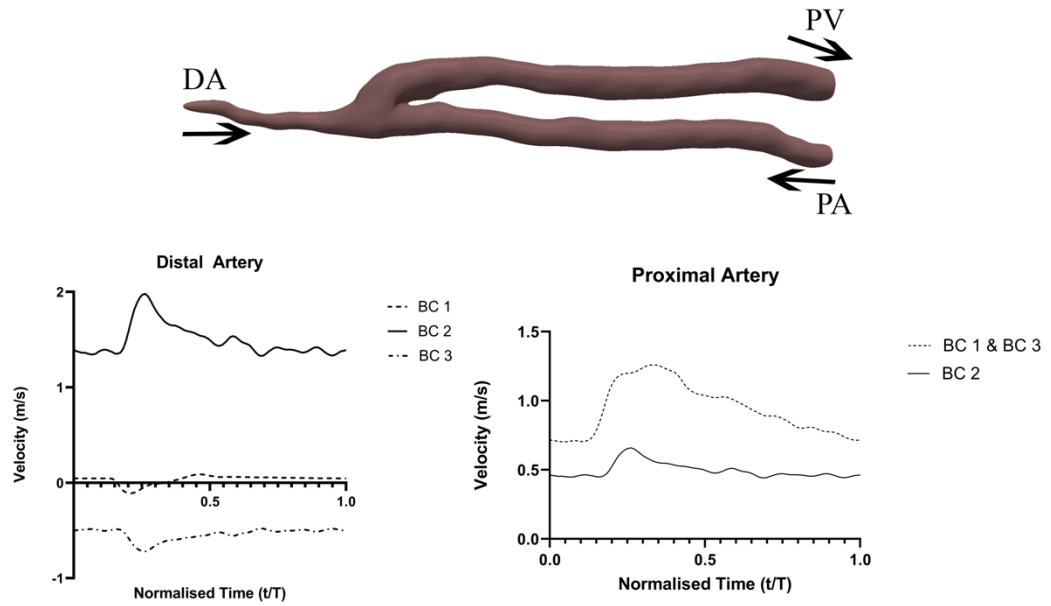 PV
DA
PA
Distal Artery
2
1
0
-1
0.5
1.0
Velocity (m/s)
Normalised Time (t/T)
BC 1
BC 2
BC 3
Proximal Artery
1.5
1.0
0.5
0.0
0.0
0.5
1.0
Velocity (m/s)
Normalised Time (t/T)
BC 1 & BC 3
BC 2